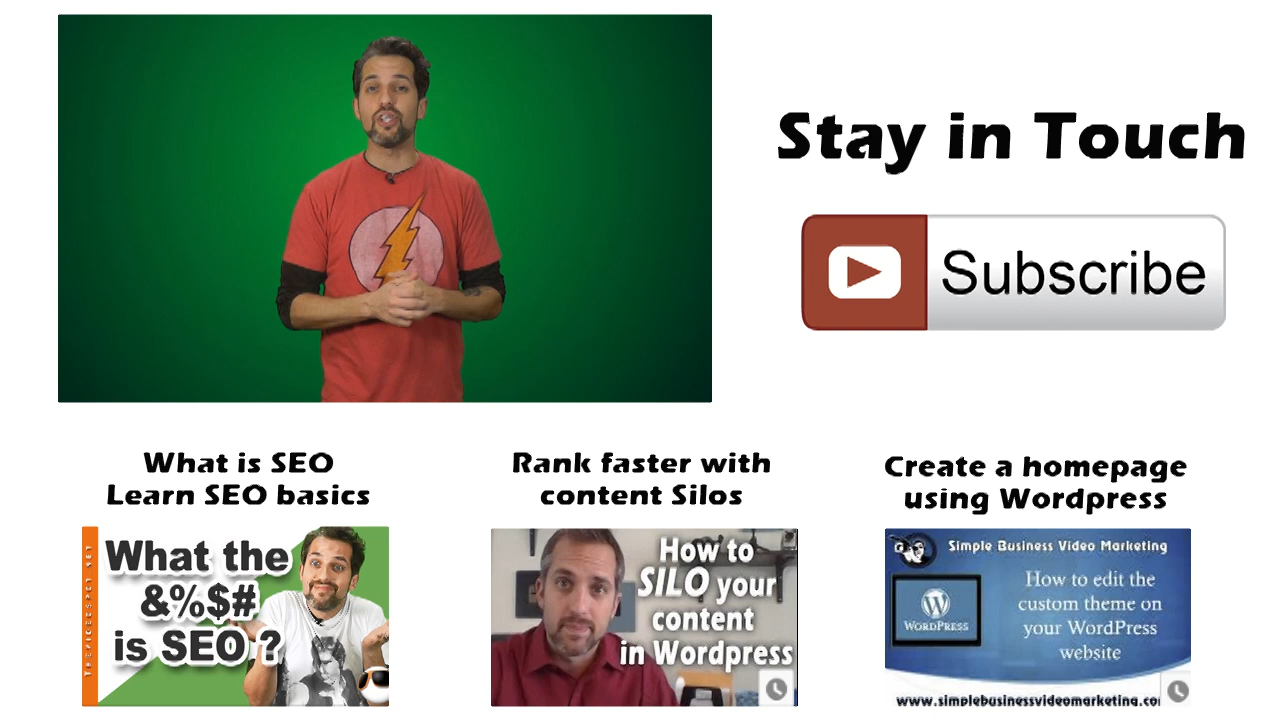 Stay in Touch
Subscribe
What is SEO
Learn SEO basics
Rank faster with
content Silos
Create a homepage
using Wordpress
What the
&%$#
is SEO ?
How to
SILO your
content
in Wordpress
Simple Business Video Marketing
WORDPRESS
How to edit the
custom theme on
your WordPress
website
www.simplebusinessvideomarketing.co